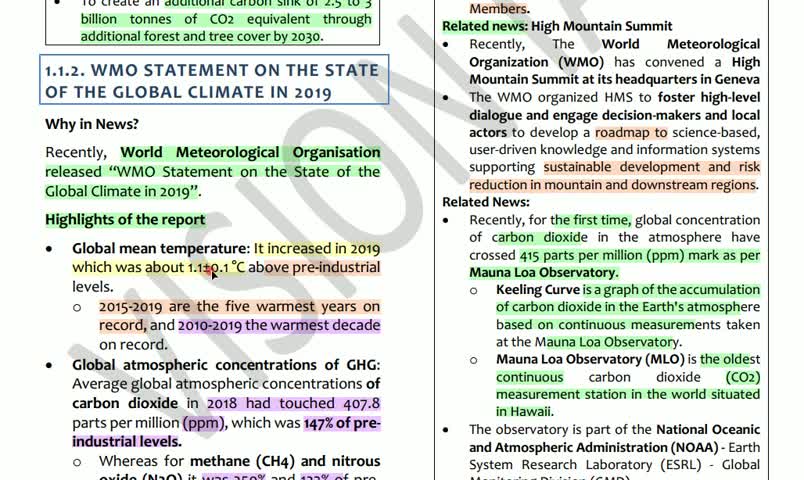 To create an additional carbon sink of 2.5 to 3
billion tonnes of CO2 equivalent through
additional forest and tree cover by 2030.
1.1.2. WMO STATEMENT ON THE STATE
OF THE GLOBAL CLIMATE IN 2019
Why in News?
Recently, World Meteorological Organisation
released “WMO Statement on the State of the
Global Climate in 2019”.
Highlights of the report
• Global mean temperature: It increased in 2019
which was about 1.1±0.1°C above pre-industrial
levels.
o 2015-2019 are the five warmest years on
record, and 2010-2019 the warmest decade
on record.
• Global atmospheric concentrations of GHG:
Average global atmospheric concentrations of
carbon dioxide in 2018 had touched 407.8
parts per million (ppm), which was 147% of pre-
industrial levels.
o Whereas for methane (CH4) and nitrous
oxide (N2O) it was 259% and 123% of pre-
Members.
Related news: High Mountain Summit
• Recently, The World Meteorological
Organization (WMO) has convened a High
Mountain Summit at its headquarters in Geneva
• The WMO organized HMS to foster high-level
dialogue and engage decision-makers and local
actors to develop a roadmap to science-based,
user-driven knowledge and information systems
supporting sustainable development and risk
reduction in mountain and downstream regions.
Related News:
• Recently, for the first time, global concentration
of carbon dioxide in the atmosphere have
crossed 415 parts per million (ppm) mark as per
Mauna Loa Observatory.
o Keeling Curve is a graph of the accumulation
of carbon dioxide in the Earth's atmosphere
based on continuous measurements taken
at the Mauna Loa Observatory.
o Mauna Loa Observatory (MLO) is the oldest
continuous carbon dioxide (CO2)
measurement station in the world situated
in Hawaii.
• The observatory is part of the National Oceanic
and Atmospheric Administration (NOAA) - Earth
System Research Laboratory (ESRL) - Global
Monitoring Division (GMD)
VISION IA